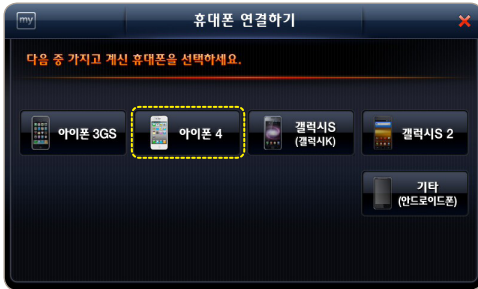 my
휴대폰 연결하기
다음 중 가지고 계신 휴대폰을 선택하세요.
아이폰 3GS
아이폰 4
갤럭시S
(갤럭시K)
갤럭시S 2
기타
(안드로이드폰)